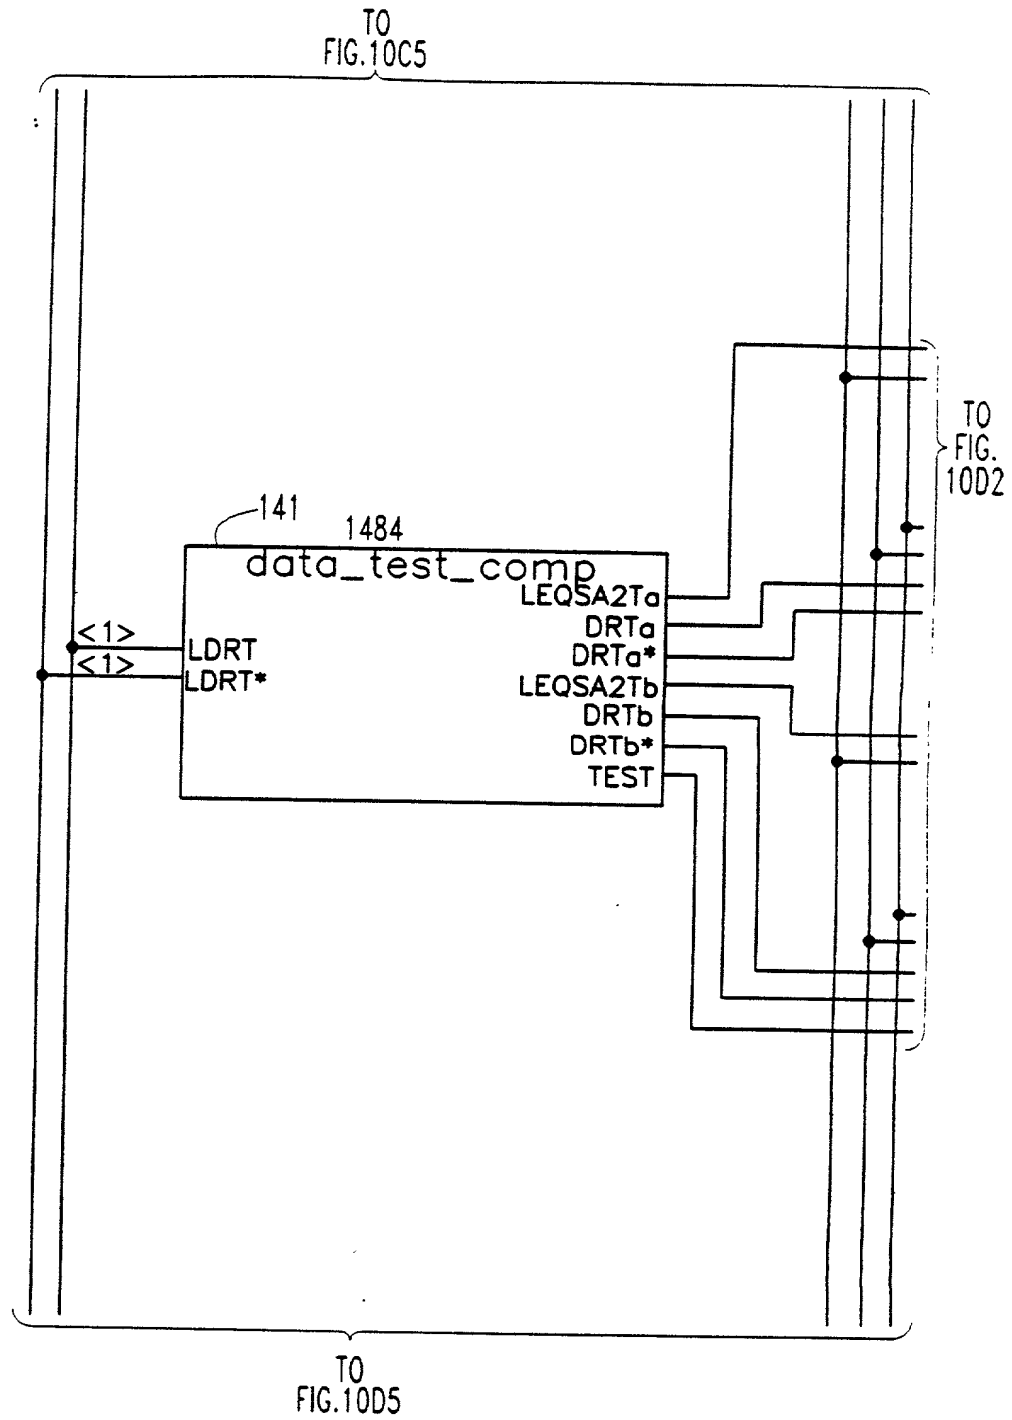 TO
FIG.10C5
TO
FIG.
10D2
141
1484
data_test_comp
LEQSA2Ta
DRTa
<1>
LDRT
DRTa*
<1>
LDRT*
LEQSA2Tb
DRTb
DRTb*
TEST
TO
FIG.10D5